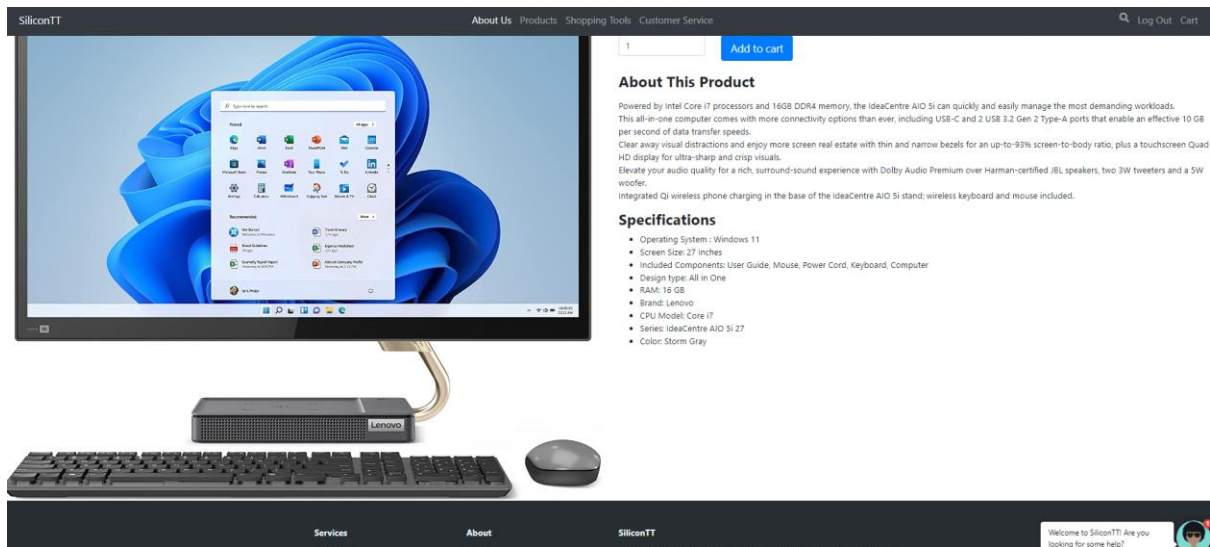 SiliconTT
About Us Products Shopping Tools Customer Service
Log Out Cart
1
Add to cart
About This Product
Powered by Intel Core i7 processors and 16GB DDR4 memory, the IdeaCentre AIO 5i can quickly and easily manage the most demanding workloads.
This all-in-one computer comes with more connectivity options than ever, including USB-C and 2 USB 3.2 Gen 2 Type-A ports that enable an effective 10 GB
per second of data transfer speeds.
Clear away visual distractions and enjoy more screen real estate with thin and narrow bezels for an up-to-93% screen-to-body ratio, plus a touchscreen Quad
HD display for ultra-sharp and crisp visuals.
Elevate your audio quality for a rich, surround-sound experience with Dolby Audio Premium over Harman-certified JBL speakers, two 3W tweeters and a 5W
woofer.
Integrated Qi wireless phone charging in the base of the IdeaCentre AIO 5i stand; wireless keyboard and mouse included.
Specifications
Operating System : Windows 11
Screen Size: 27 Inches
Included Components: User Guide, Mouse, Power Cord, Keyboard, Computer
Design type: All in One
RAM: 16 GB
Brand: Lenovo
CPU Model: Core i7
Series: IdeaCentre AIO 5i 27
Color: Storm Gray
Type here to search
Pinned
Recommended
More
Lenovo
Services
About
SiliconTT
Welcome to SiliconTT! Are you
looking for some help?
1